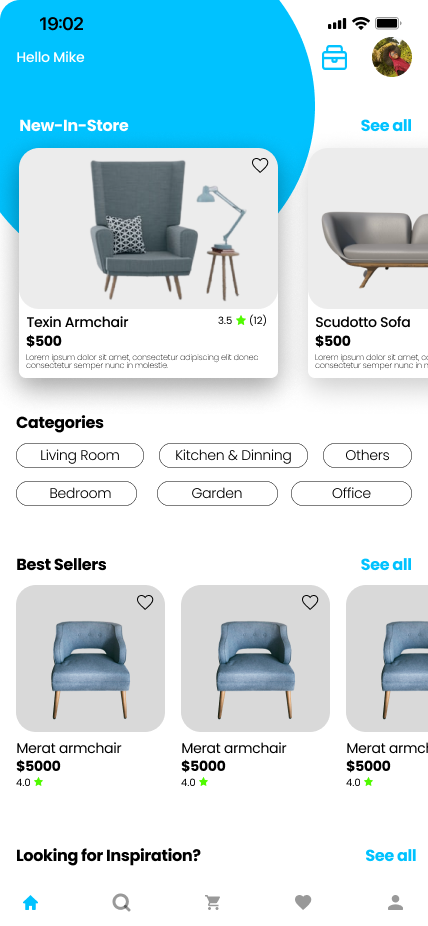 19:02
Hello Mike
New-In-Store
See all
Texin Armchair
3.5 (12)
$500
Lorem ipsum dolor sit amet, consectetur adipiscing elit donec
consectetur semper nunc in molestie.
Scudotto Sofa
$500
Lorem ipsum dolor sit amet, c
consectetur semper nunc in m
Categories
Living Room
Kitchen & Dinning
Others
Bedroom
Garden
Office
Best Sellers
See all
Merat armchair
$5000
4.0
Merat armchair
$5000
4.0
Merat armch
$5000
4.0
Looking for Inspiration?
See all